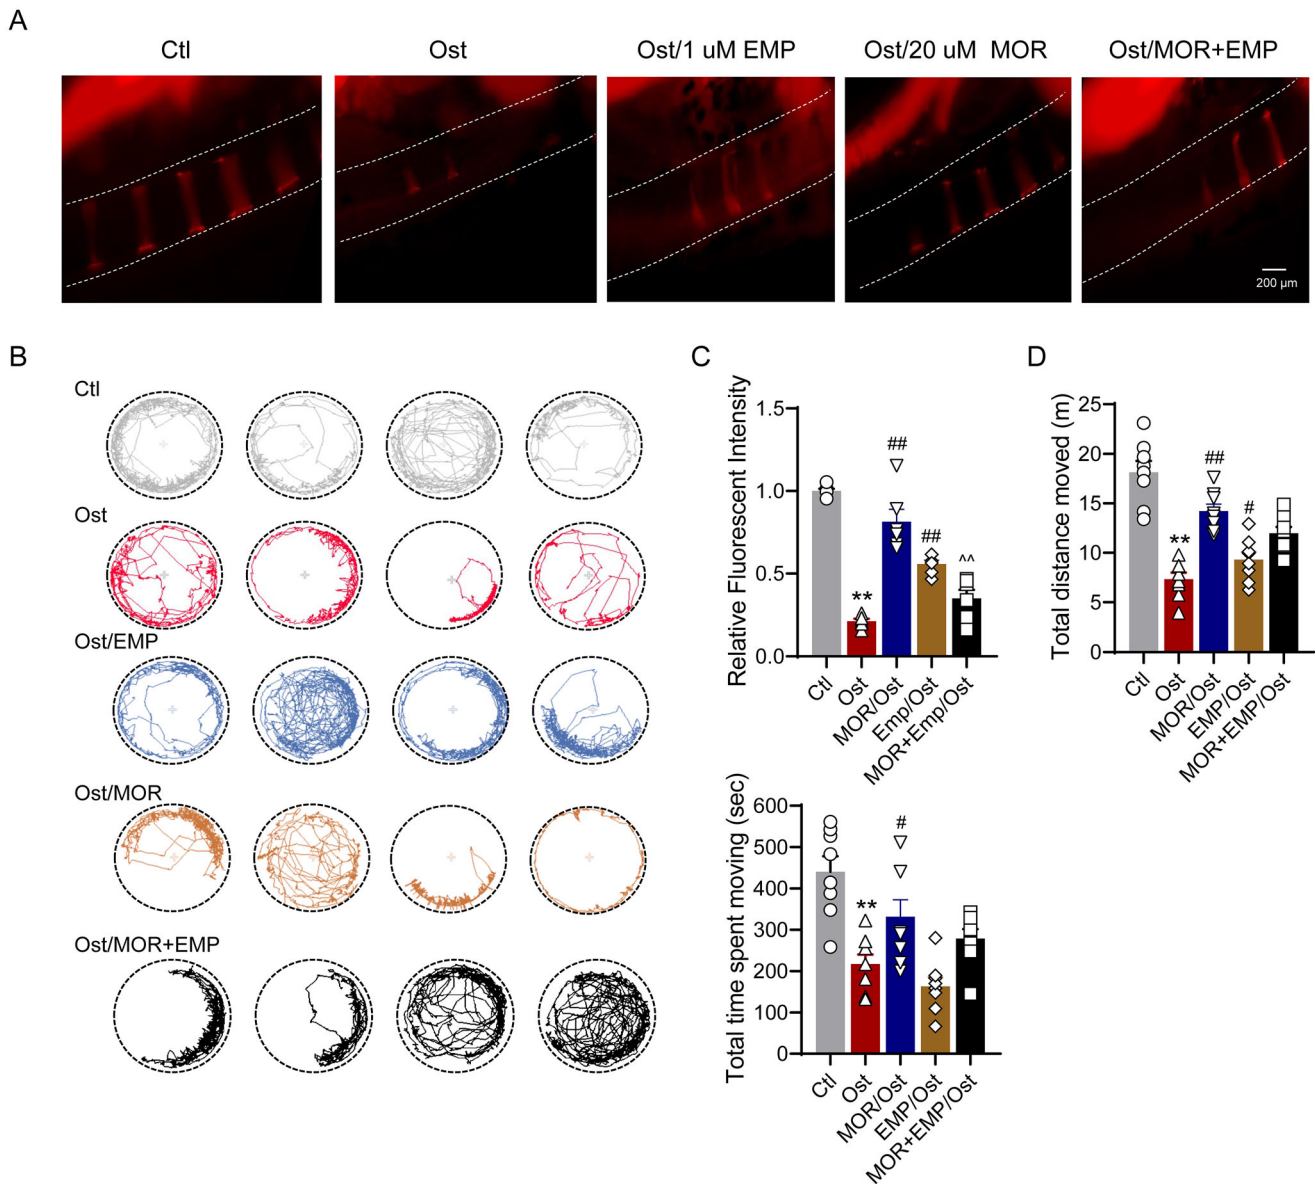 A
Ctl
Ost
Ost/1 uM EMP
Ost/20 uM MOR
Ost/MOR+EMP
200 μm
B
Ctl
Ost
Ost/EMP
Ost/MOR
Ost/MOR+EMP
C
Relative Fluorescent Intensity
1.5
1.0
0.5
0.0
**
##
##
^^
Ctl
Ost
MOR/Ost
Emp/Ost
MOR+Emp/Ost
D
Total distance moved (m)
25
20
15
10
5
0
**
##
#
Ctl
Ost
MOR/Ost
EMP/Ost
MOR+EMP/Ost
Total time spent moving (sec)
600
500
400
300
200
100
0
**
#
Ctl
Ost
MOR/Ost
EMP/Ost
MOR+EMP/Ost